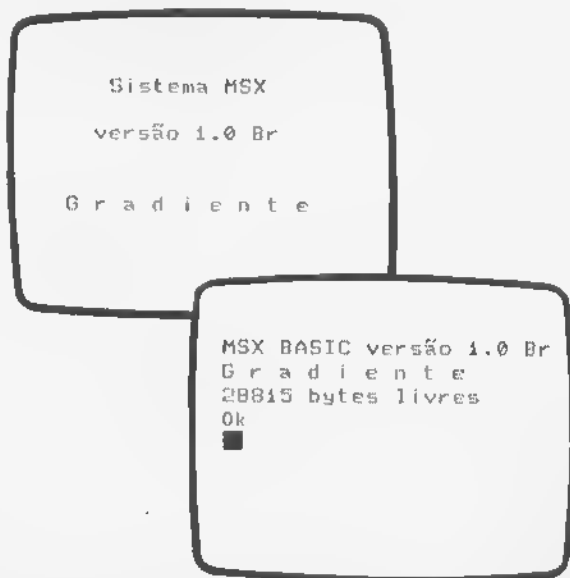 Sistema MSX
versão 1.0 Br
G r a d i e n t e
MSX BASIC versão 1.0 Br
G r a d i e n t e
28815 bytes livres
Ok